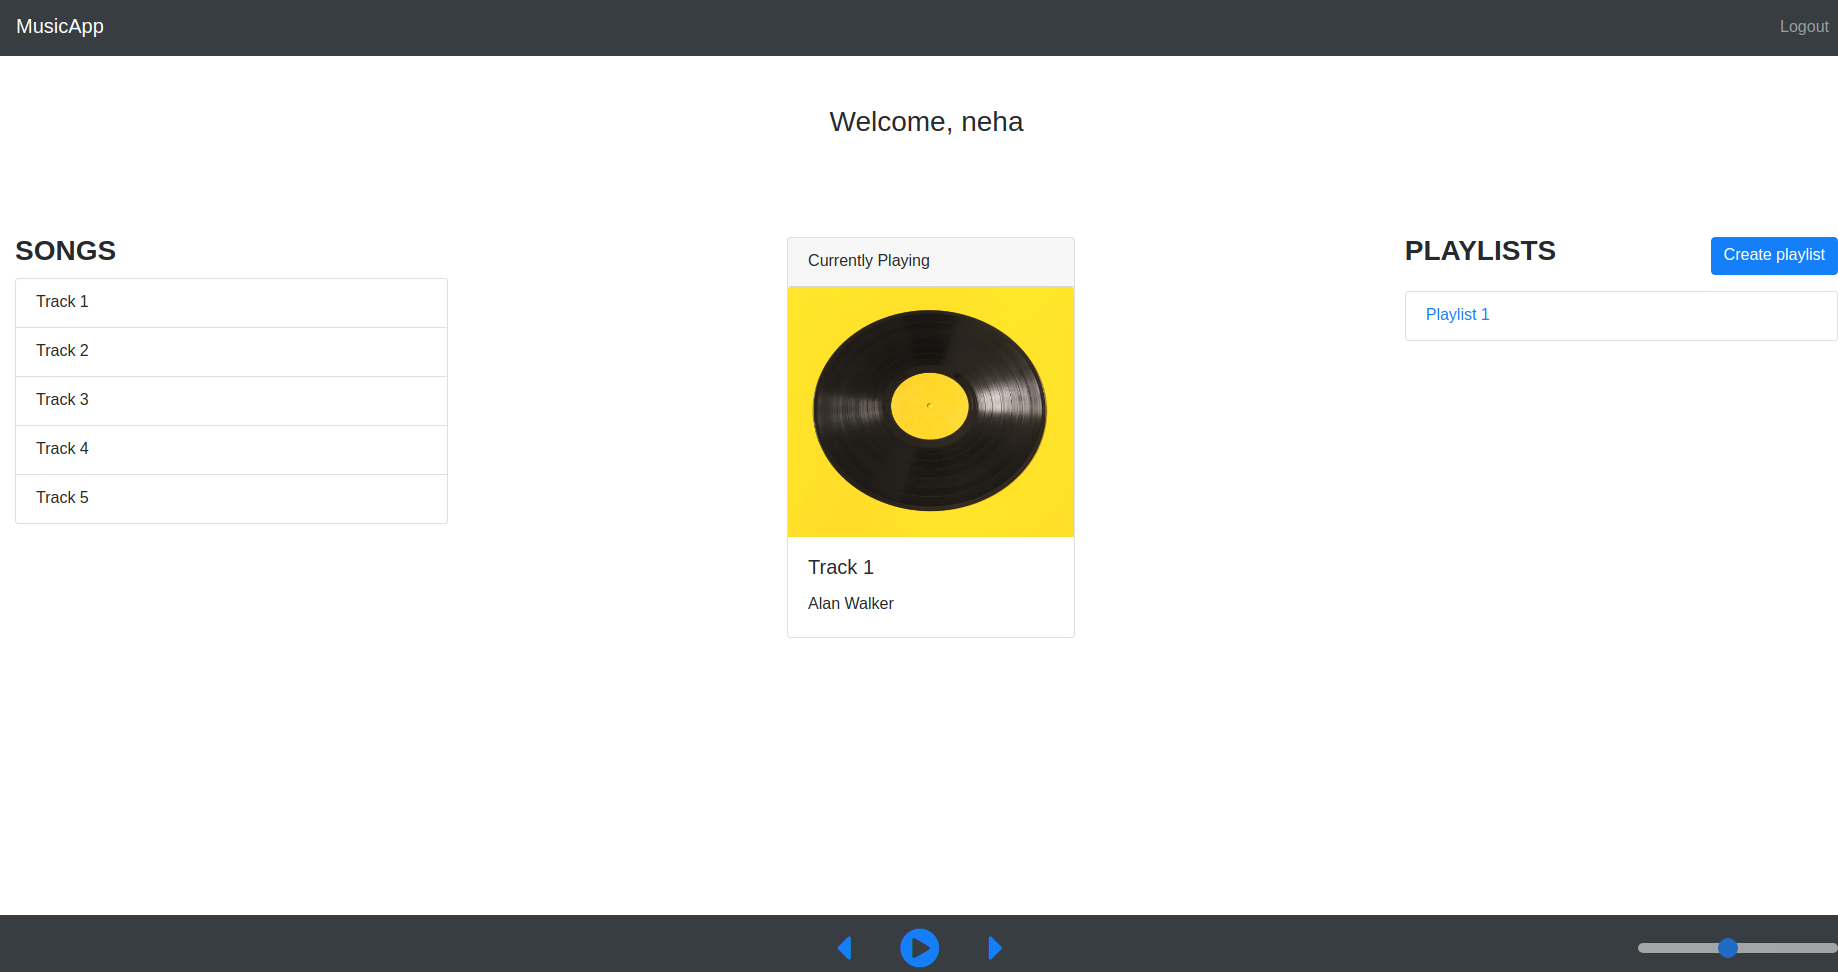 MusicApp
Logout
Welcome, neha
SONGS
Track 1
Track 2
Track 3
Track 4
Track 5
Currently Playing
Track 1
Alan Walker
PLAYLISTS
Create playlist
Playlist 1